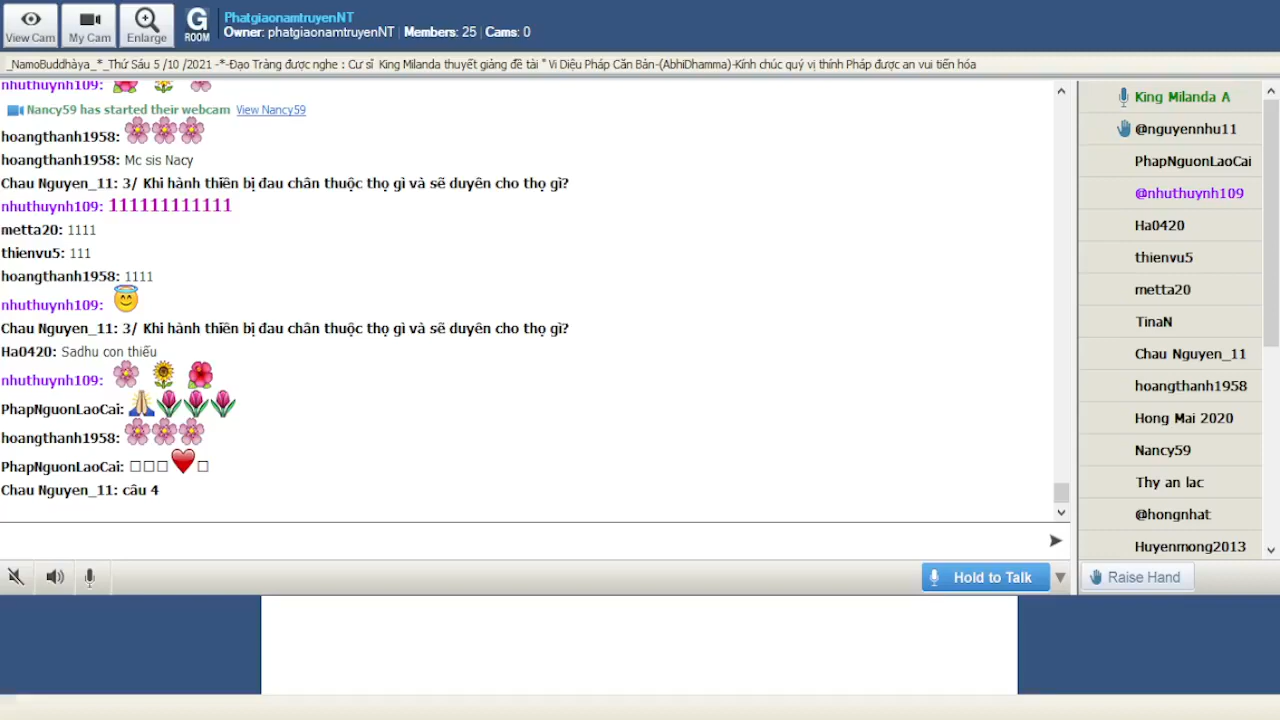 View Cam
My Cam
Enlarge
G
ROOM
PhatgiaonamtruyenNT
Owner: phatgiaonamtruyenNT | Members: 25 | Cams: 0
_NamoBuddhàya_*_Thứ Sáu 5 /10 /2021 -*-Đạo Tràng được nghe : Cư sĩ King Milanda thuyết giảng đề tài " Vi Diệu Pháp Căn Bản-(AbhiDhamma)-Kính chúc quý vị thính Pháp được an vui tiến hóa
nhuthuynh109:
Nancy59 has started their webcam View Nancy59
hoangthanh1958:
hoangthanh1958: Mc sis Nacy
Chau Nguyen_11: 3/ Khi hành thiền bị đau chân thuộc thọ gì và sẽ duyên cho thọ gì?
nhuthuynh109: 111111111111
metta20: 1111
thienvu5: 111
hoangthanh1958: 1111
nhuthuynh109:
Chau Nguyen_11: 3/ Khi hành thiền bị đau chân thuộc thọ gì và sẽ duyên cho thọ gì?
Ha0420: Sadhu con thiếu
nhuthuynh109:
PhapNguonLaoCai:
hoangthanh1958:
PhapNguonLaoCai:
Chau Nguyen_11: câu 4
King Milanda A
@nguyennhu11
PhapNguonLaoCai
@nhuthuynh109
Ha0420
thienvu5
metta20
TinaN
Chau Nguyen_11
hoangthanh1958
Hong Mai 2020
Nancy59
Thy an lac
@hongnhat
Huyenmong2013
Hold to Talk
Raise Hand